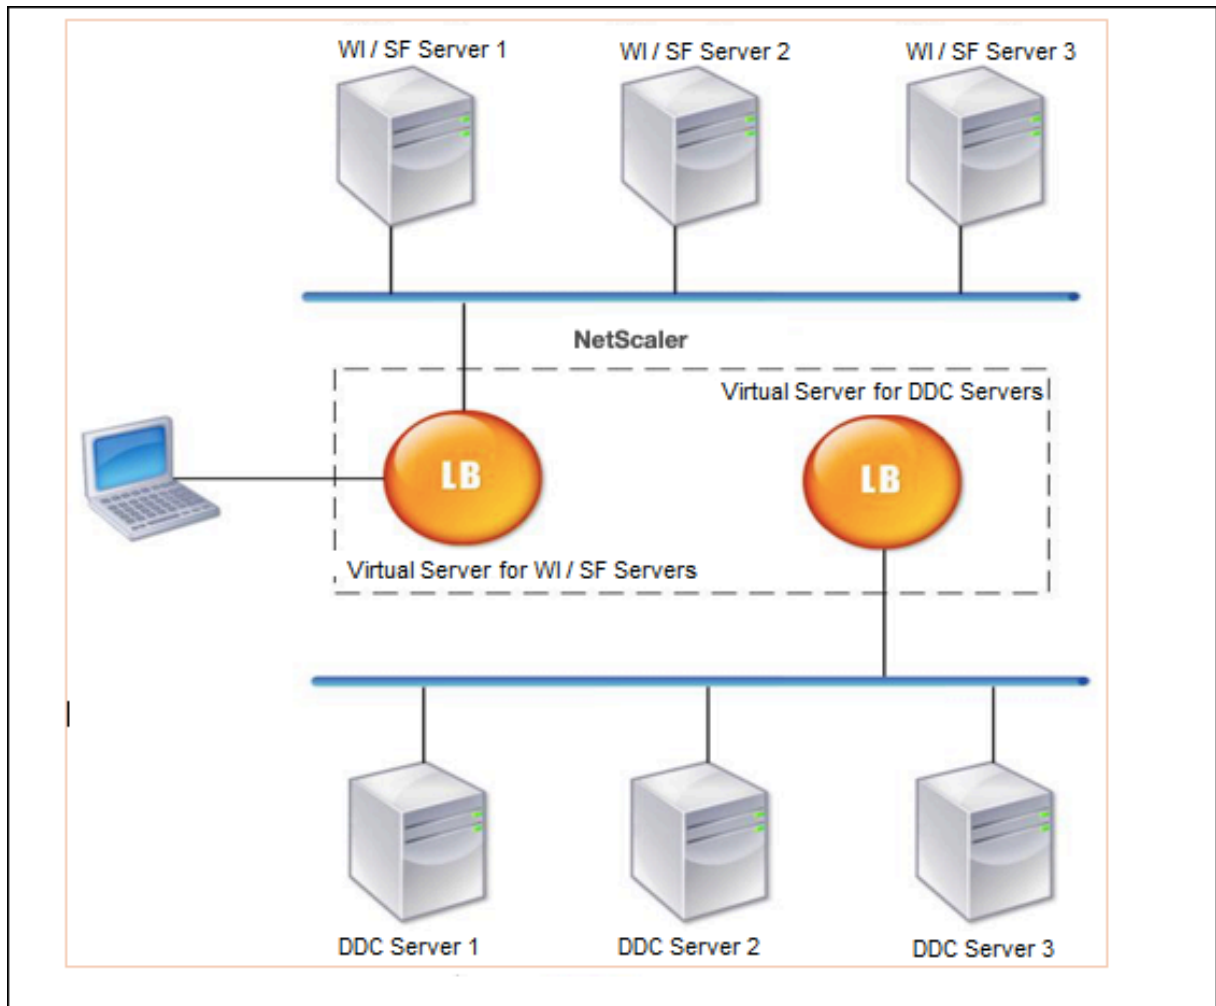 WI / SF Server 1
WI / SF Server 2
WI / SF Server 3
NetScaler
Virtual Server for DDC Servers
LB
LB
Virtual Server for WI / SF Servers
DDC Server 1
DDC Server 2
DDC Server 3